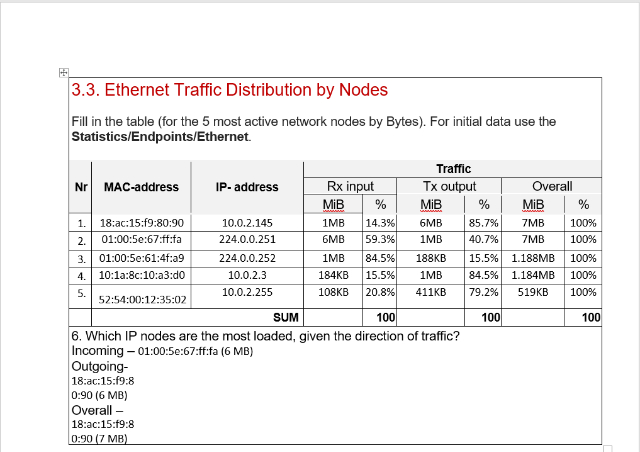 3.3. Ethernet Traffic Distribution by Nodes
Fill in the table (for the 5 most active network nodes by Bytes). For initial data use the
Statistics/Endpoints/Ethernet.
Traffic
Nr MAC-address IP- address Rx input Tx output Overall
MiB % MiB % MiB %
1. 18:ac:15:f9:80:90 10.0.2.145 1MB 14.3% 6MB 85.7% 7MB 100%
2. 01:00:5e:67:ff:fa 224.0.0.251 6MB 59.3% 1MB 40.7% 7MB 100%
3. 01:00:5e:61:4f:a9 224.0.0.252 1MB 84.5% 188KB 15.5% 1.188MB 100%
4. 10:1a:8c:10:a3:d0 10.0.2.3 184KB 15.5% 1MB 84.5% 1.184MB 100%
5. 52:54:00:12:35:02 10.0.2.255 108KB 20.8% 411KB 79.2% 519KB 100%
SUM 100 100 100
6. Which IP nodes are the most loaded, given the direction of traffic?
Incoming – 01:00:5e:67:ff:fa (6 MB)
Outgoing-
18:ac:15:f9:8
0:90 (6 MB)
Overall –
18:ac:15:f9:8
0:90 (7 MB)